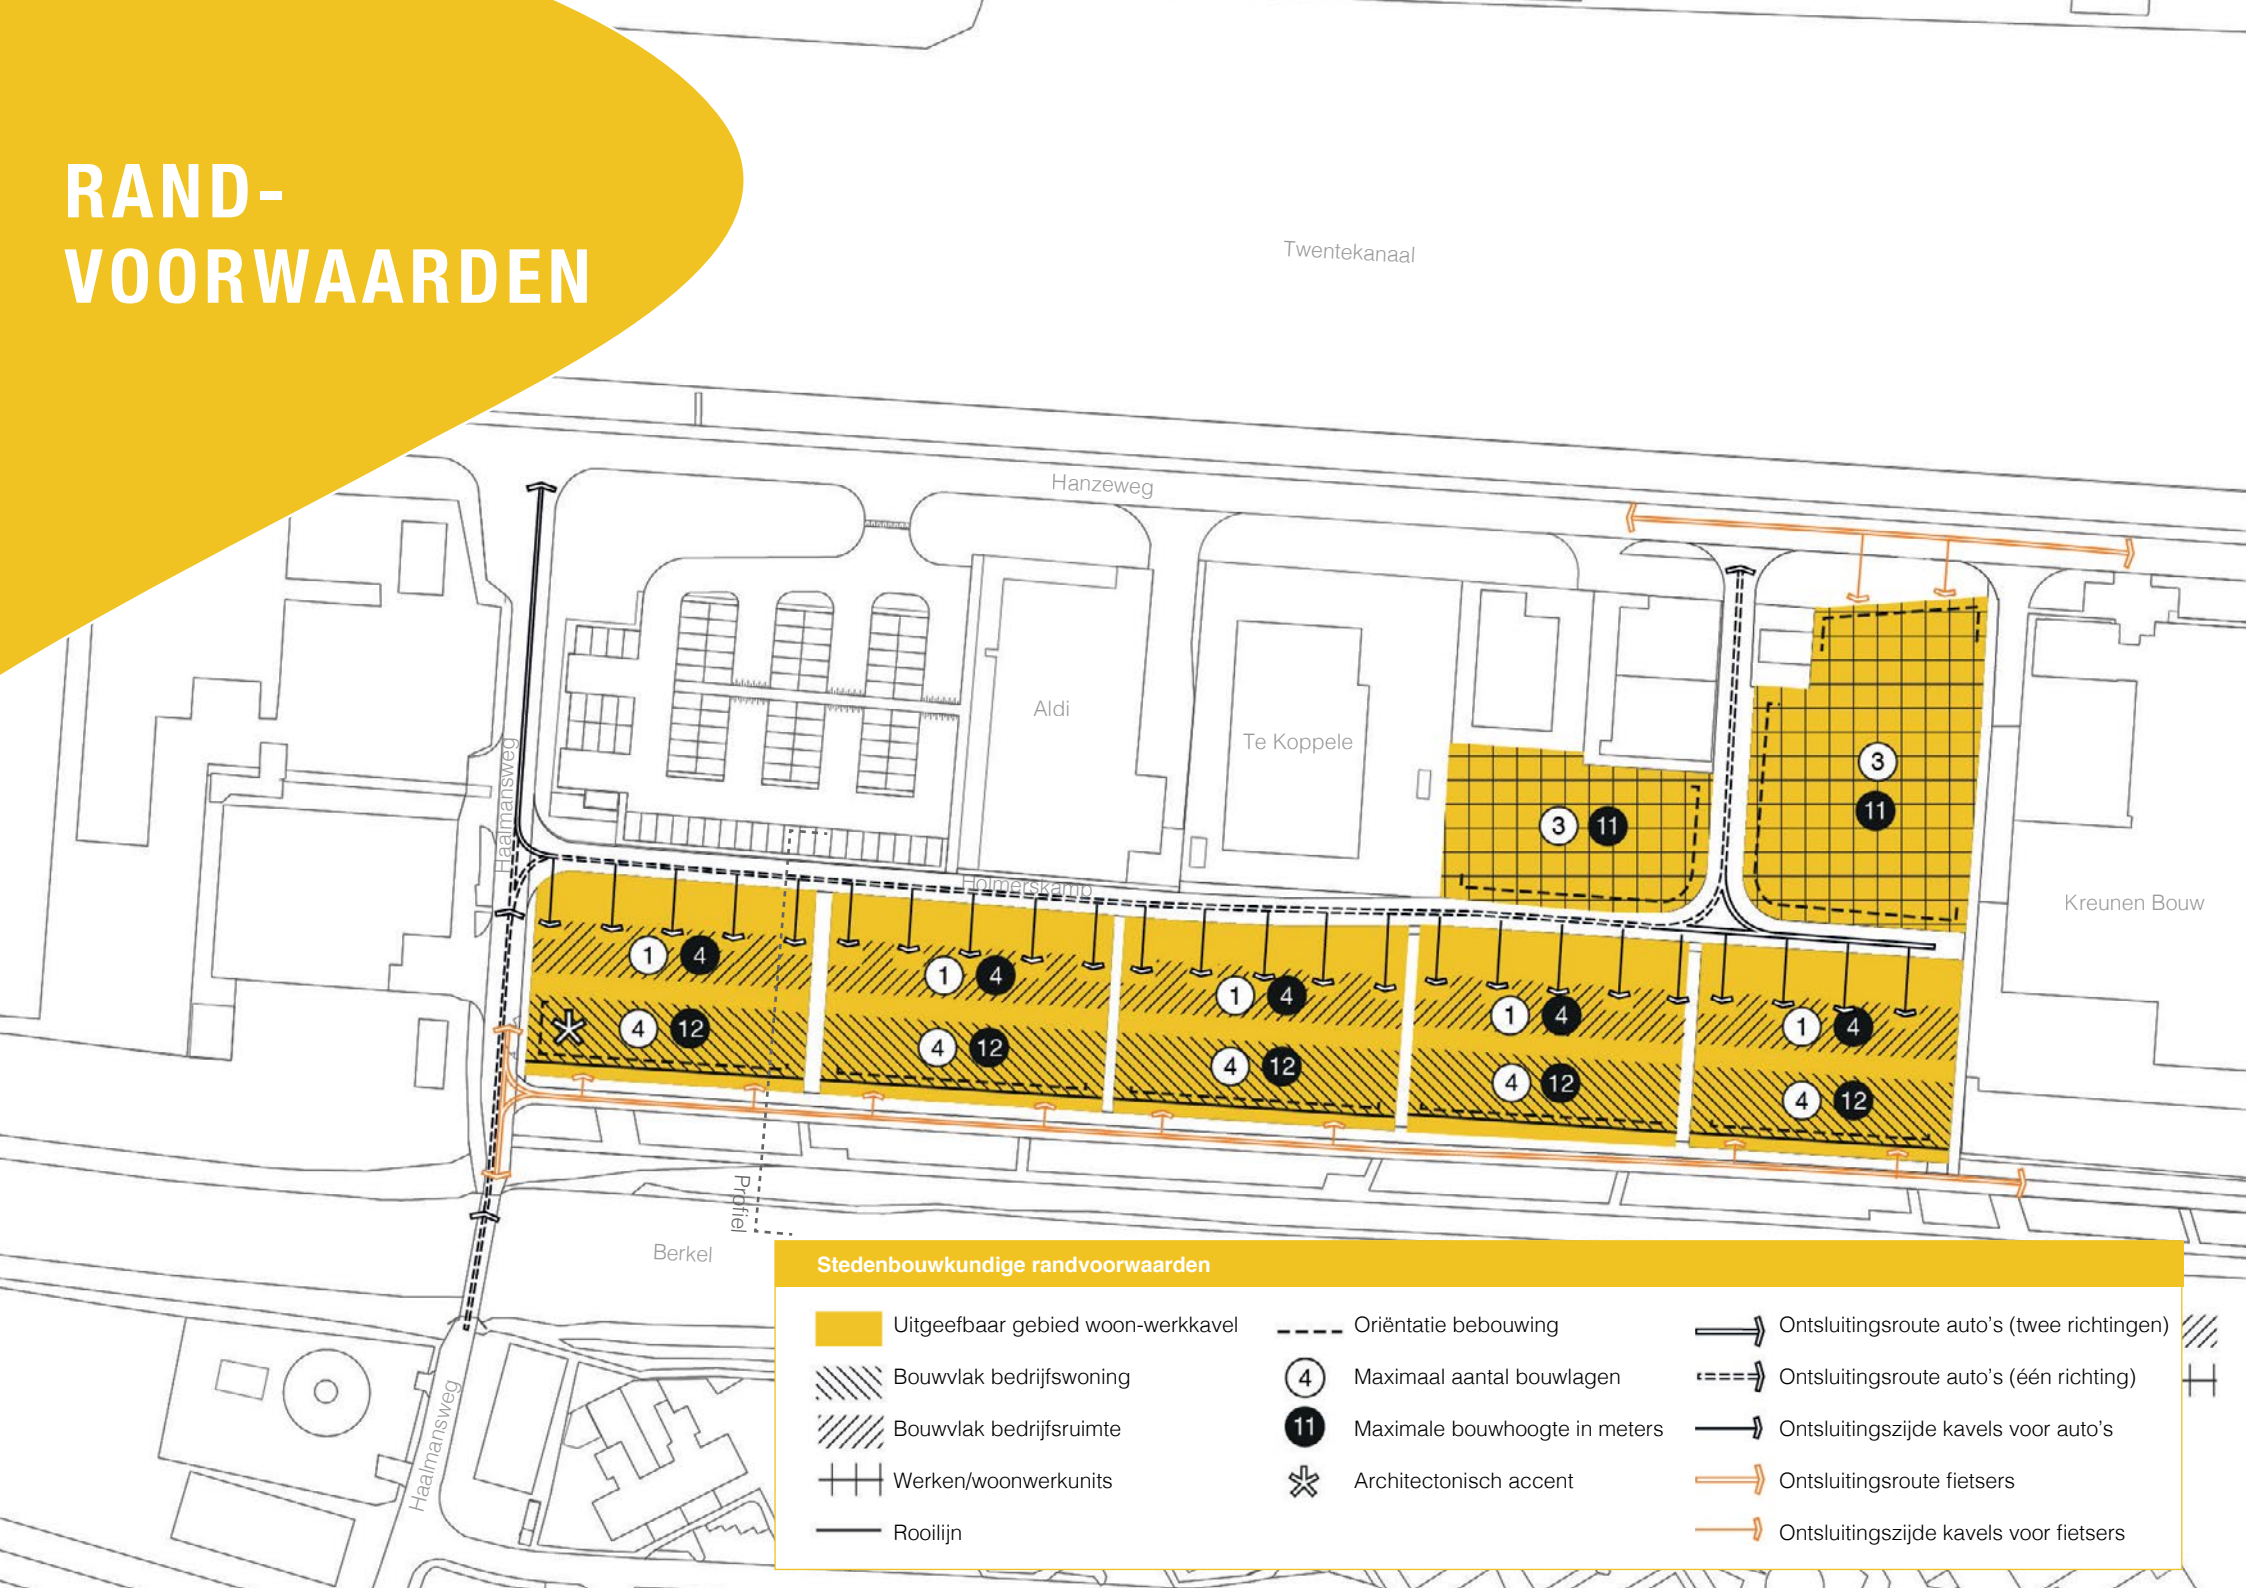 RAND-
VOORWAARDEN
Twentekanaal
Hanzeweg
Haalmansweg
Aldi
Te Koppele
Holmerskamp
Kreunen Bouw
3
11
3
11
1 4
1 4
1 4
1 4
1 4
4 12
4 12
4 12
4 12
4 12
Profiel
Berkel
Haalmansweg
Stedenbouwkundige randvoorwaarden
Uitgeefbaar gebied woon-werkkavel
Bouwvlak bedrijfswoning
Bouwvlak bedrijfsruimte
Werken/woonwerkunits
Rooilijn
Oriëntatie bebouwing
4 Maximaal aantal bouwlagen
11 Maximale bouwhoogte in meters
Architectonisch accent
Ontsluitingsroute auto's (twee richtingen)
Ontsluitingsroute auto's (één richting)
Ontsluitingszijde kavels voor auto's
Ontsluitingsroute fietsers
Ontsluitingszijde kavels voor fietsers